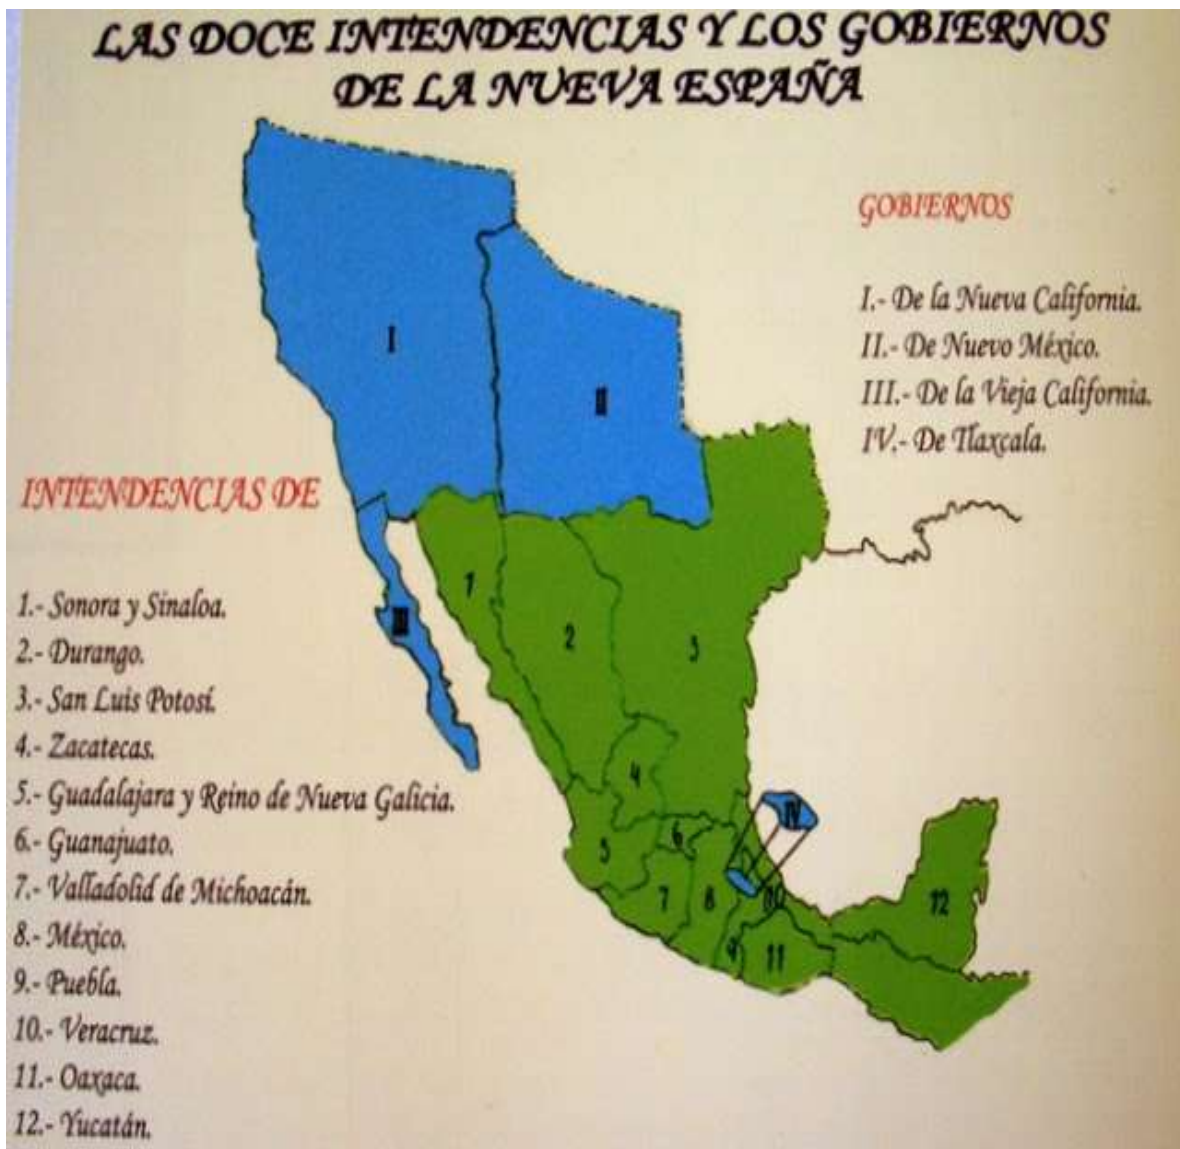 LAS DOCE INTENDENCIAS Y LOS GOBIERNOS
DE LA NUEVA ESPAÑA
GOBIERNOS
I.- De la Nueva California.
II.- De Nuevo México.
III.- De la Vieja California.
IV.- De Tlaxcala.
INTENDENCIAS DE
1.- Sonora y Sinaloa.
2.- Durango.
3.- San Luis Potosí.
4.- Zacatecas.
5.- Guadalajara y Reino de Nueva Galicia.
6.- Guanajuato.
7.- Valladolid de Michoacán.
8.- México.
9.- Puebla.
10.- Veracruz.
11.- Oaxaca.
12.- Yucatán.
I
II
III
1
2
3
4
IV
5
6
7
8
9
10
11
12